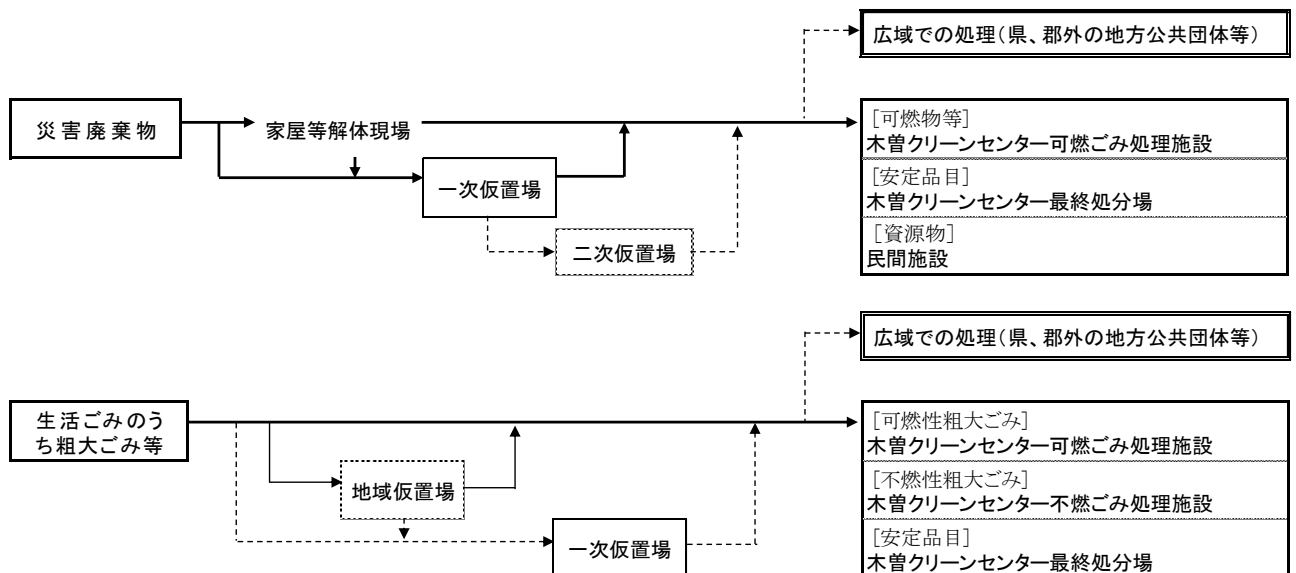 広域での処理(県、郡外の地方公共団体等)
災害廃棄物
家屋等解体現場
一次仮置場
二次仮置場
[可燃物等]
木曽クリーンセンター可燃ごみ処理施設
[安定品目]
木曽クリーンセンター最終処分場
[資源物]
民間施設
広域での処理(県、郡外の地方公共団体等)
生活ごみのう
ち粗大ごみ等
地域仮置場
一次仮置場
[可燃性粗大ごみ]
木曽クリーンセンター可燃ごみ処理施設
[不燃性粗大ごみ]
木曽クリーンセンター不燃ごみ処理施設
[安定品目]
木曽クリーンセンター最終処分場